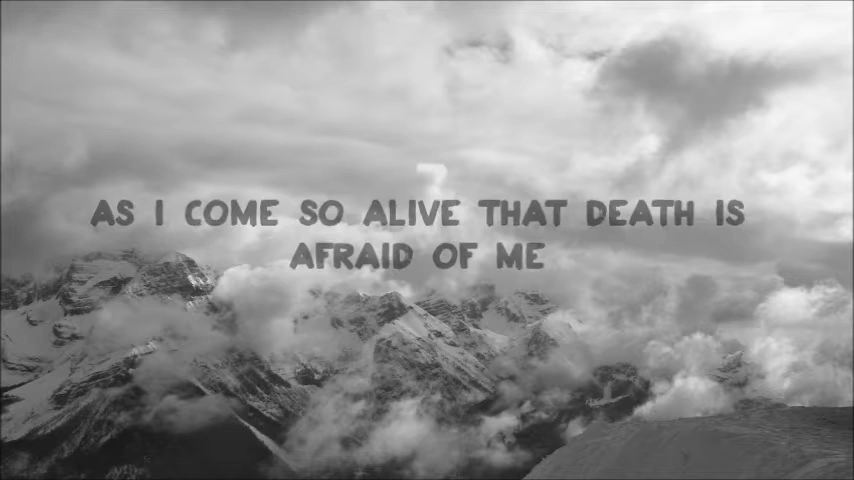 AS I COME SO ALIVE THAT DEATH IS
AFRAID OF ME